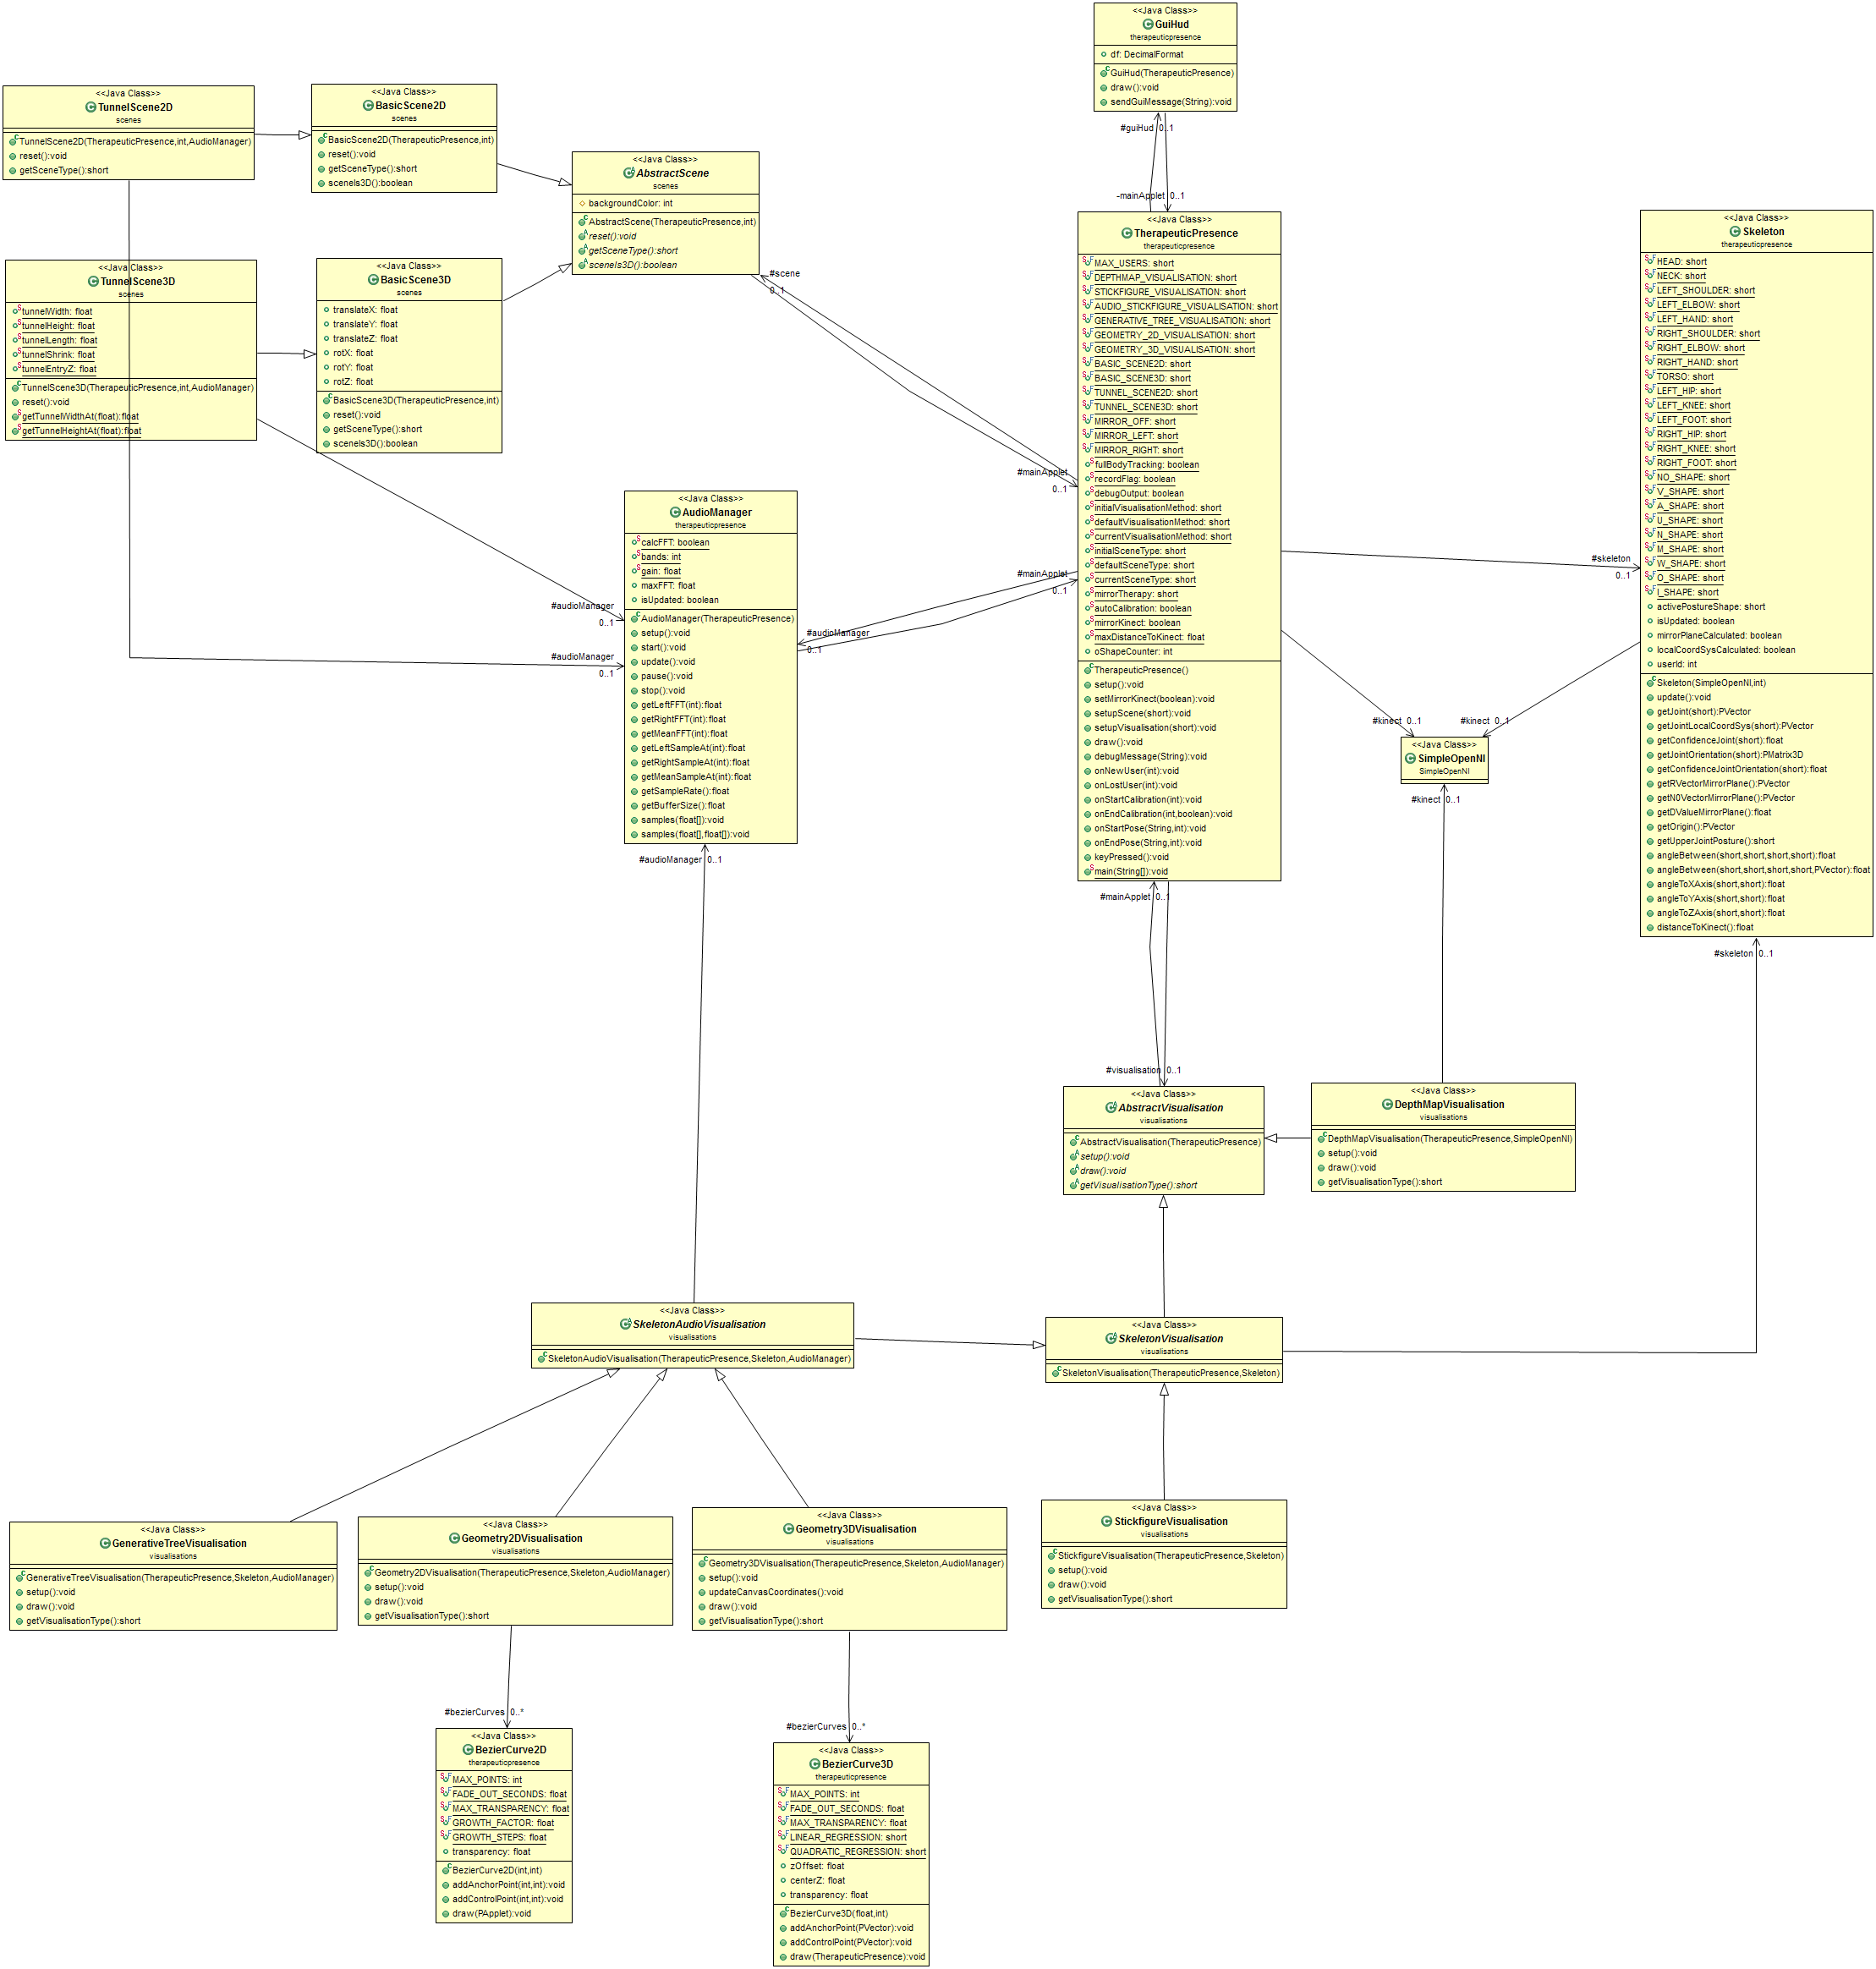 <<Java Class>>
GuiHud
therapeuticpresence
df: DecimalFormat
GuiHud(TherapeuticPresence)
draw():void
sendGuiMessage(String):void
#guiHud 0..1
-mainApplet 0..1
<<Java Class>>
TunnelScene2D
scenes
TunnelScene2D(TherapeuticPresence,int,AudioManager)
reset():void
getSceneType():short
<<Java Class>>
BasicScene2D
scenes
BasicScene2D(TherapeuticPresence,int)
reset():void
getSceneType():short
sceneIs3D():boolean
<<Java Class>>
AbstractScene
scenes
backgroundColor: int
AbstractScene(TherapeuticPresence,int)
reset():void
getSceneType():short
sceneIs3D():boolean
#scene
0..1
<<Java Class>>
TunnelScene3D
scenes
tunnelWidth: float
tunnelHeight: float
tunnelLength: float
tunnelShrink: float
tunnelEntryZ: float
TunnelScene3D(TherapeuticPresence,int,AudioManager)
reset():void
getTunnelWidthAt(float):float
getTunnelHeightAt(float):float
<<Java Class>>
BasicScene3D
scenes
translateX: float
translateY: float
translateZ: float
rotX: float
rotY: float
rotZ: float
BasicScene3D(TherapeuticPresence,int)
reset():void
getSceneType():short
sceneIs3D():boolean
<<Java Class>>
TherapeuticPresence
therapeuticpresence
MAX_USERS: short
DEPTHMAP_VISUALISATION: short
STICKFIGURE_VISUALISATION: short
AUDIO_STICKFIGURE_VISUALISATION: short
GENERATIVE_TREE_VISUALISATION: short
GEOMETRY_2D_VISUALISATION: short
GEOMETRY_3D_VISUALISATION: short
BASIC_SCENE2D: short
BASIC_SCENE3D: short
TUNNEL_SCENE2D: short
TUNNEL_SCENE3D: short
MIRROR_OFF: short
MIRROR_LEFT: short
MIRROR_RIGHT: short
fullBodyTracking: boolean
recordFlag: boolean
debugOutput: boolean
initialVisualisationMethod: short
defaultVisualisationMethod: short
currentVisualisationMethod: short
initialSceneType: short
defaultSceneType: short
currentSceneType: short
mirrorTherapy: short
autoCalibration: boolean
mirrorKinect: boolean
maxDistanceToKinect: float
oShapeCounter: int
TherapeuticPresence()
setup():void
setMirrorKinect(boolean):void
setupScene(short):void
setupVisualisation(short):void
draw():void
debugMessage(String):void
onNewUser(int):void
onLostUser(int):void
onStartCalibration(int):void
onEndCalibration(int,boolean):void
onStartPose(String,int):void
onEndPose(String,int):void
keyPressed():void
main(String[]):void
#mainApplet
0..1
#mainApplet
0..1
#audioManager
0..1
#skeleton
0..1
<<Java Class>>
Skeleton
therapeuticpresence
HEAD: short
NECK: short
LEFT_SHOULDER: short
LEFT_ELBOW: short
LEFT_HAND: short
RIGHT_SHOULDER: short
RIGHT_ELBOW: short
RIGHT_HAND: short
TORSO: short
LEFT_HIP: short
LEFT_KNEE: short
LEFT_FOOT: short
RIGHT_HIP: short
RIGHT_KNEE: short
RIGHT_FOOT: short
NO_SHAPE: short
V_SHAPE: short
A_SHAPE: short
U_SHAPE: short
N_SHAPE: short
M_SHAPE: short
W_SHAPE: short
O_SHAPE: short
I_SHAPE: short
activePostureShape: short
isUpdated: boolean
mirrorPlaneCalculated: boolean
localCoordSysCalculated: boolean
userId: int
Skeleton(SimpleOpenNI,int)
update():void
getJoint(short):PVector
getJointLocalCoordSys(short):PVector
getConfidenceJoint(short):float
getJointOrientation(short):PMatrix3D
getConfidenceJointOrientation(short):float
getRVectorMirrorPlane():PVector
getN0VectorMirrorPlane():PVector
getDValueMirrorPlane():float
getOrigin():PVector
getUpperJointPosture():short
angleBetween(short,short,short,short):float
angleBetween(short,short,short,short,PVector):float
angleToXAxis(short,short):float
angleToYAxis(short,short):float
angleToZAxis(short,short):float
distanceToKinect():float
<<Java Class>>
AudioManager
therapeuticpresence
calcFFT: boolean
bands: int
gain: float
maxFFT: float
isUpdated: boolean
AudioManager(TherapeuticPresence)
setup():void
start():void
update():void
pause():void
stop():void
getLeftFFT(int):float
getRightFFT(int):float
getMeanFFT(int):float
getLeftSampleAt(int):float
getRightSampleAt(int):float
getMeanSampleAt(int):float
getSampleRate():float
getBufferSize():float
samples(float[]):void
samples(float[],float[]):void
#audioManager
0..1
#audioManager
0..1
#audioManager 0..1
#kinect 0..1
#kinect 0..1
<<Java Class>>
SimpleOpenNI
SimpleOpenNI
#kinect 0..1
#mainApplet 0..1
#skeleton 0..1
#visualisation 0..1
<<Java Class>>
AbstractVisualisation
visualisations
AbstractVisualisation(TherapeuticPresence)
setup():void
draw():void
getVisualisationType():short
<<Java Class>>
DepthMapVisualisation
visualisations
DepthMapVisualisation(TherapeuticPresence,SimpleOpenNI)
setup():void
draw():void
getVisualisationType():short
<<Java Class>>
SkeletonAudioVisualisation
visualisations
SkeletonAudioVisualisation(TherapeuticPresence,Skeleton,AudioManager)
<<Java Class>>
SkeletonVisualisation
visualisations
SkeletonVisualisation(TherapeuticPresence,Skeleton)
<<Java Class>>
GenerativeTreeVisualisation
visualisations
GenerativeTreeVisualisation(TherapeuticPresence,Skeleton,AudioManager)
setup():void
draw():void
getVisualisationType():short
<<Java Class>>
Geometry2DVisualisation
visualisations
Geometry2DVisualisation(TherapeuticPresence,Skeleton,AudioManager)
setup():void
draw():void
getVisualisationType():short
<<Java Class>>
Geometry3DVisualisation
visualisations
Geometry3DVisualisation(TherapeuticPresence,Skeleton,AudioManager)
setup():void
updateCanvasCoordinates():void
draw():void
getVisualisationType():short
<<Java Class>>
StickfigureVisualisation
visualisations
StickfigureVisualisation(TherapeuticPresence,Skeleton)
setup():void
draw():void
getVisualisationType():short
#bezierCurves 0..*
<<Java Class>>
BezierCurve2D
therapeuticpresence
MAX_POINTS: int
FADE_OUT_SECONDS: float
MAX_TRANSPARENCY: float
GROWTH_FACTOR: float
GROWTH_STEPS: float
transparency: float
BezierCurve2D(int,int)
addAnchorPoint(int,int):void
addControlPoint(int,int):void
draw(PApplet):void
#bezierCurves 0..*
<<Java Class>>
BezierCurve3D
therapeuticpresence
MAX_POINTS: int
FADE_OUT_SECONDS: float
MAX_TRANSPARENCY: float
LINEAR_REGRESSION: short
QUADRATIC_REGRESSION: short
zOffset: float
centerZ: float
transparency: float
BezierCurve3D(float,int)
addAnchorPoint(PVector):void
addControlPoint(PVector):void
draw(TherapeuticPresence):void